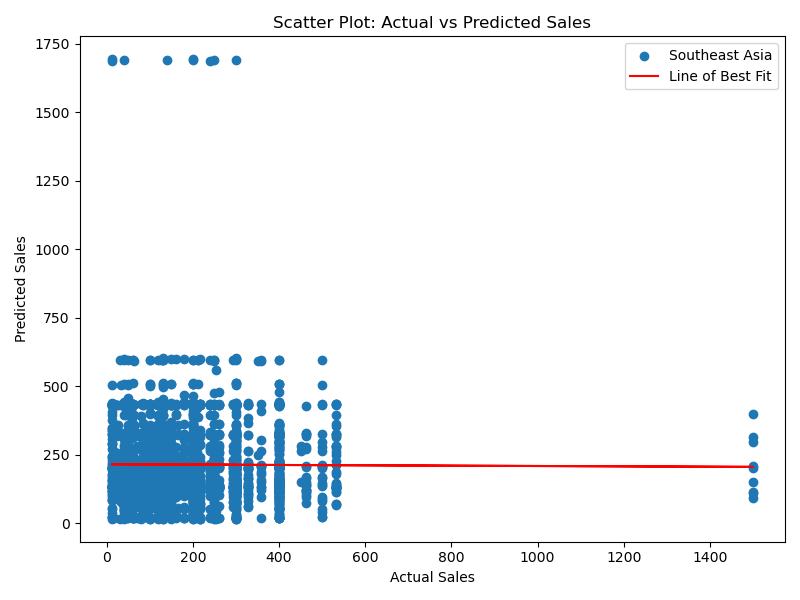 Scatter Plot: Actual vs Predicted Sales
Southeast Asia
Line of Best Fit
Predicted Sales
1750
1500
1250
1000
750
500
250
0
0 200 400 600 800 1000 1200 1400
Actual Sales